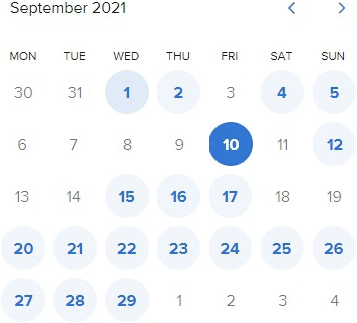 September 2021
MON TUE WED THU FRI SAT SUN
30 31 1 2 3 4 5
6 7 8 9 10 11 12
13 14 15 16 17 18 19
20 21 22 23 24 25 26
27 28 29 1 2 3 4